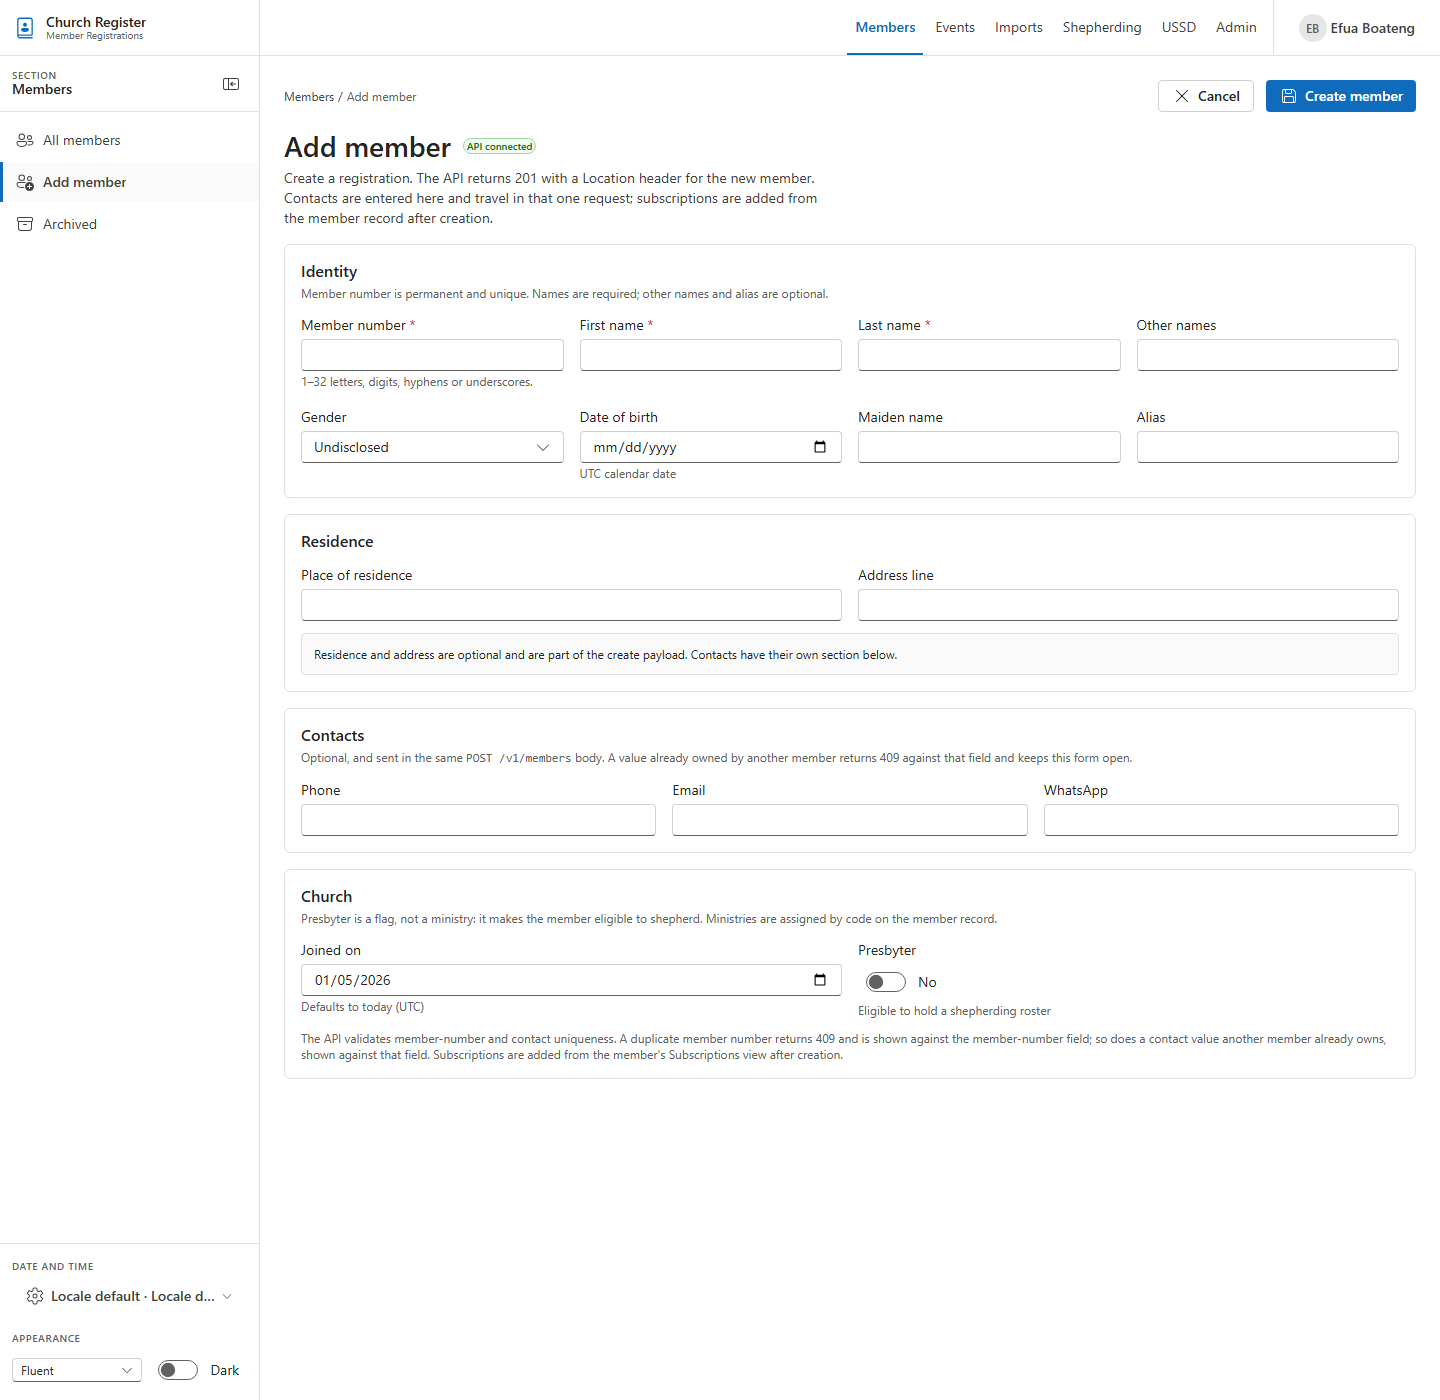 Church Register
Member Registrations
Members
Events
Imports
Shepherding
USSD
Admin
EB
Efua Boateng
SECTION
Members
All members
Add member
Archived
DATE AND TIME
Locale default · Locale d...
APPEARANCE
Fluent
Dark
Members / Add member
Cancel
Create member
Add member
API connected
Create a registration. The API returns 201 with a Location header for the new member.
Contacts are entered here and travel in that one request; subscriptions are added from
the member record after creation.
Identity
Member number is permanent and unique. Names are required; other names and alias are optional.
Member number *
First name *
Last name *
Other names
1–32 letters, digits, hyphens or underscores.
Gender
Date of birth
Maiden name
Alias
Undisclosed
mm/dd/yyyy
UTC calendar date
Residence
Place of residence
Address line
Residence and address are optional and are part of the create payload. Contacts have their own section below.
Contacts
Optional, and sent in the same POST /v1/members body. A value already owned by another member returns 409 against that field and keeps this form open.
Phone
Email
WhatsApp
Church
Presbyter is a flag, not a ministry: it makes the member eligible to shepherd. Ministries are assigned by code on the member record.
Joined on
Presbyter
01/05/2026
No
Defaults to today (UTC)
Eligible to hold a shepherding roster
The API validates member-number and contact uniqueness. A duplicate member number returns 409 and is shown against the member-number field; so does a contact value another member already owns,
shown against that field. Subscriptions are added from the member's Subscriptions view after creation.